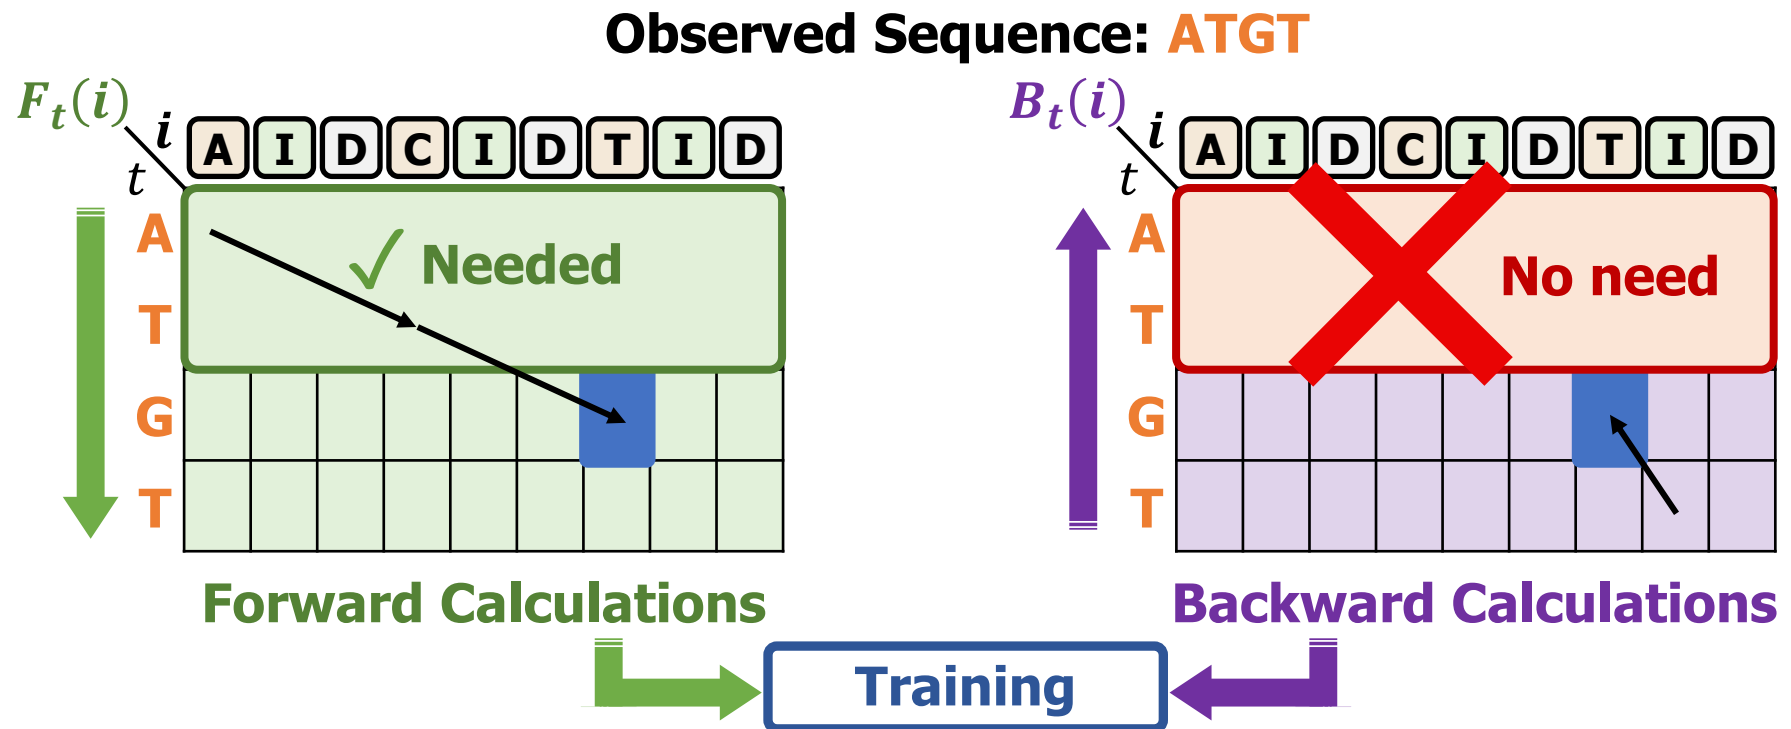 Observed Sequence: ATGT
F_t(i) i A I D C I D T I D
t
A
✓ Needed
T
G
T
Forward Calculations
B_t(i) i A I D C I D T I D
t
A
No need
T
G
T
Backward Calculations
Training